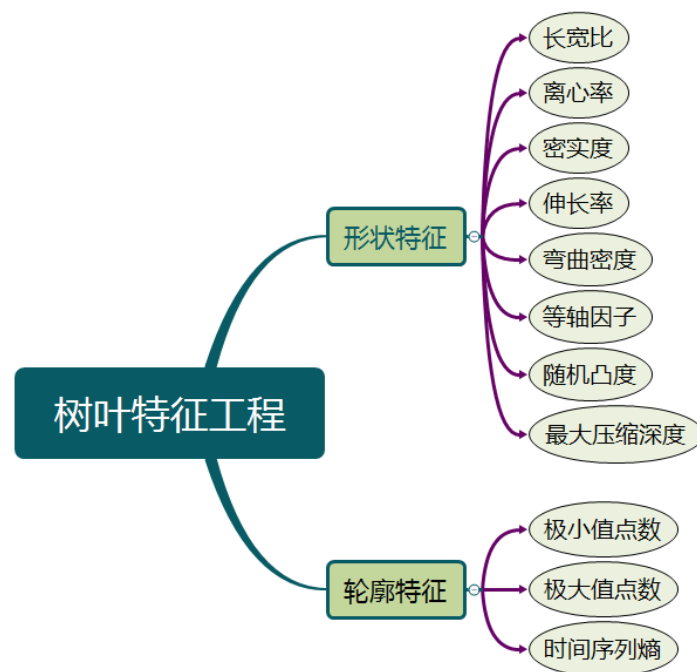 树叶特征工程
形状特征
长宽比
离心率
密实度
伸长率
弯曲密度
等轴因子
随机凸度
最大压缩深度
轮廓特征
极小值点数
极大值点数
时间序列熵